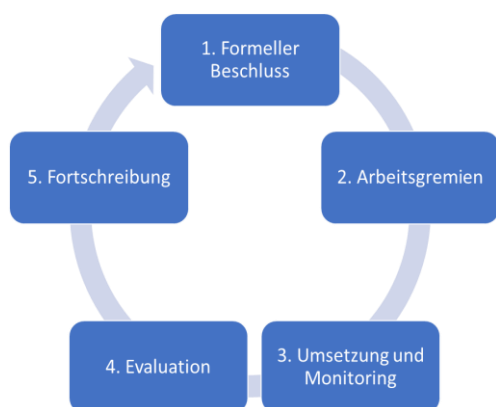 1. Formeller
Beschluss
2. Arbeitsgremien
3. Umsetzung und
Monitoring
4. Evaluation
5. Fortschreibung